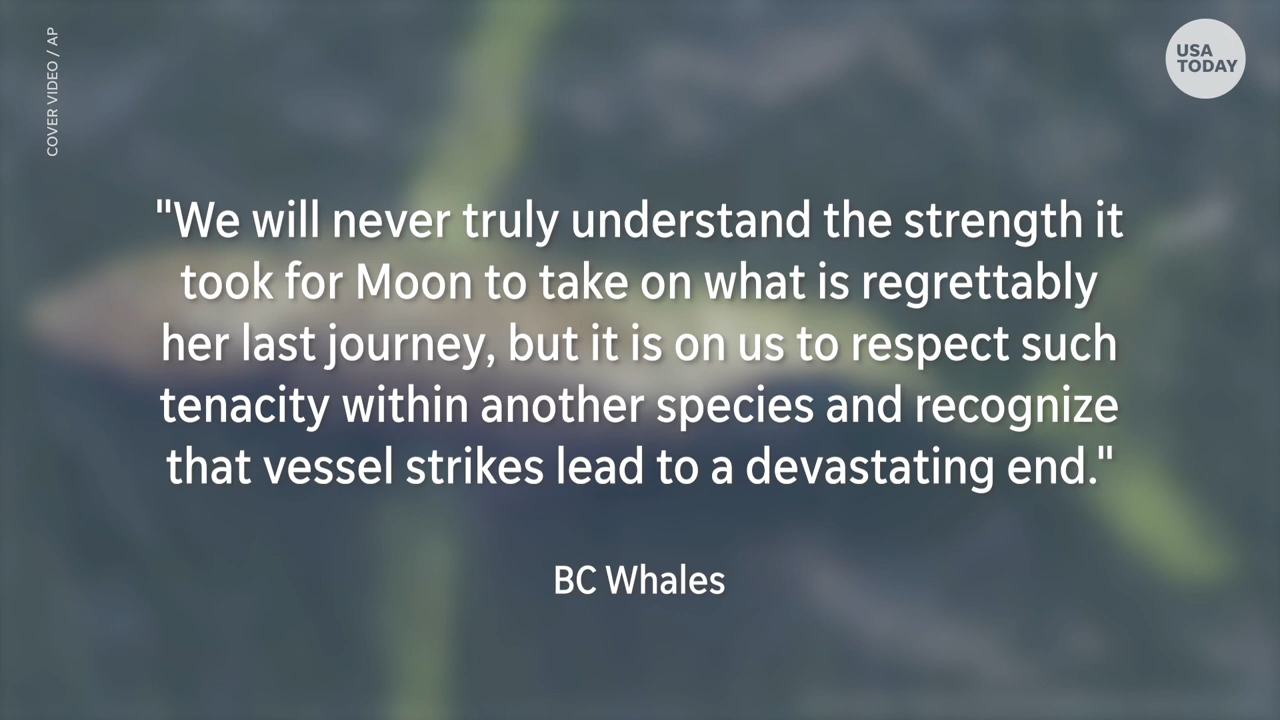 COVER VIDEO / AP
USA
TODAY
"We will never truly understand the strength it
took for Moon to take on what is regrettably
her last journey, but it is on us to respect such
tenacity within another species and recognize
that vessel strikes lead to a devastating end."
BC Whales